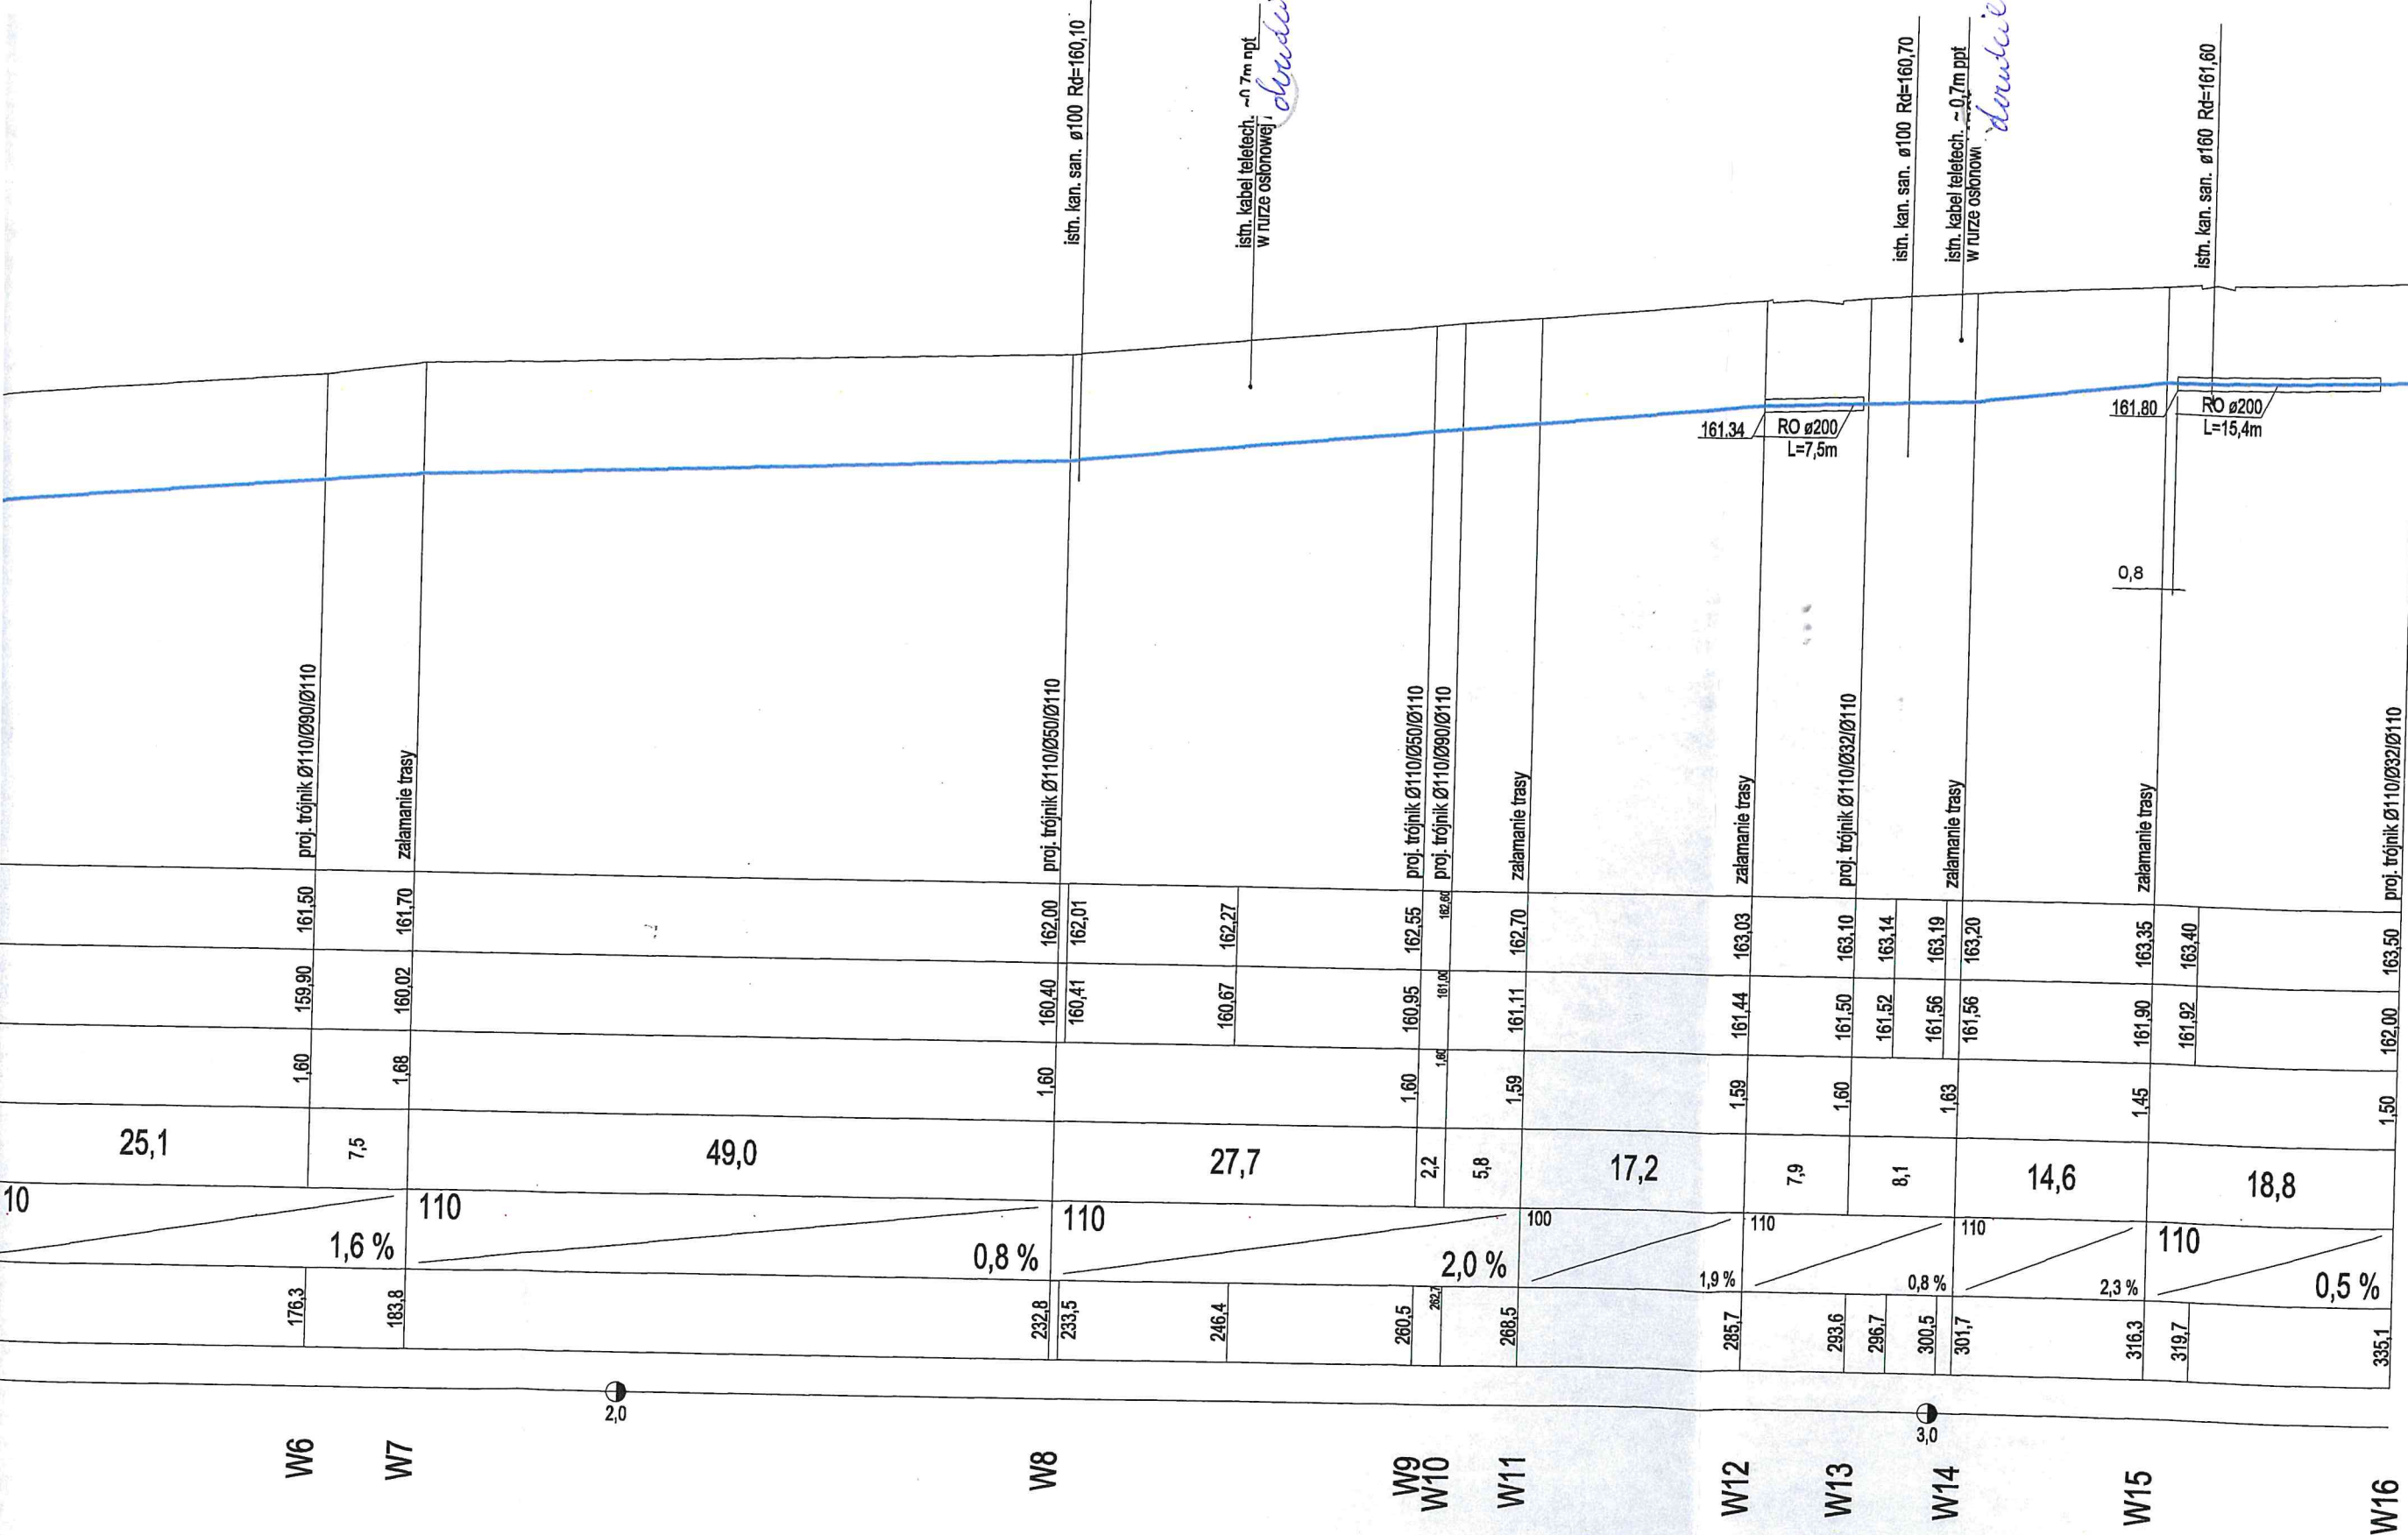 istn. kan. san. ø100 Rd=160,10
istn. kabel teletech. ~0,7m ppt
w rurze osłonowej
istn. kan. san. ø100 Rd=160,70
istn. kabel teletech. ~0,7m ppt
w rurze osłonow
istn. kan. san. ø160 Rd=161,60
161,34 RO ø200
L=7,5m
161,80 RO ø200
L=15,4m
0,8
proj. trójnik Ø110/Ø90/Ø110
załamanie trasy
proj. trójnik Ø110/Ø50/Ø110
proj. trójnik Ø110/Ø50/Ø110
proj. trójnik Ø110/Ø90/Ø110
załamanie trasy
załamanie trasy
proj. trójnik Ø110/Ø32/Ø110
załamanie trasy
załamanie trasy
proj. trójnik Ø110/Ø32/Ø110
161,50 161,70 162,00 162,01 162,27 162,55 162,60 162,70 163,03 163,10 163,14 163,19 163,20 163,35 163,40 163,50
159,90 160,02 160,40 160,41 160,67 160,95 161,00 161,11 161,44 161,50 161,52 161,56 161,56 161,90 161,92 162,00
1,60 1,68 1,60 1,60 1,60 1,59 1,59 1,60 1,63 1,45 1,50
25,1 7,5 49,0 27,7 2,2 5,8 17,2 7,9 8,1 14,6 18,8
10 110 110 100 110 110 110
1,6 % 0,8 % 2,0 % 1,9 % 0,8 % 2,3 % 0,5 %
176,3 183,8 232,8 233,5 246,4 260,5 262,7 268,5 285,7 293,6 296,7 300,5 301,7 316,3 319,7 335,1
2,0 3,0
W6 W7 W8 W9 W10 W11 W12 W13 W14 W15 W16